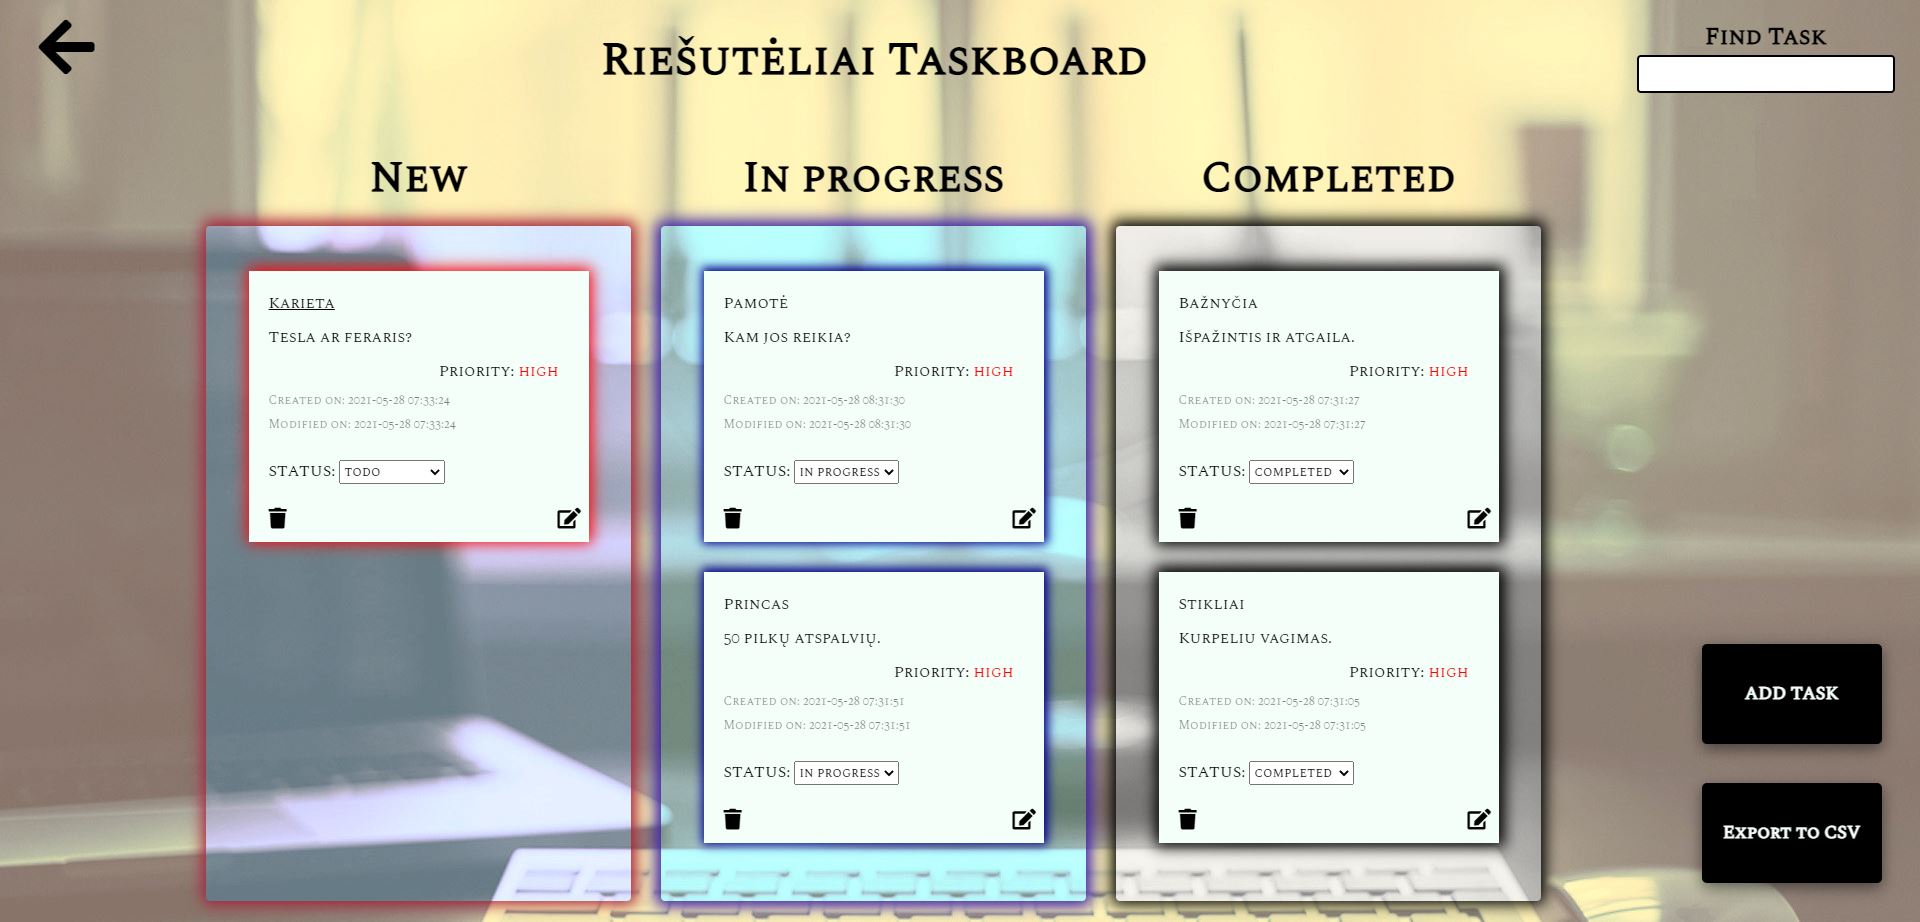 Riešutėliai Taskboard
Find Task
New
Karieta
Tesla ar Feraris?
Priority: HIGH
Created on: 2021-05-28 07:33:24
Modified on: 2021-05-28 07:33:24
STATUS: TODO
In progress
Pamotė
Kam jos reikia?
Priority: HIGH
Created on: 2021-05-28 08:31:30
Modified on: 2021-05-28 08:31:30
STATUS: IN PROGRESS
Princas
50 pilkų atspalvių.
Priority: HIGH
Created on: 2021-05-28 07:31:51
Modified on: 2021-05-28 07:31:51
STATUS: IN PROGRESS
Completed
Bažnyčia
Išpažintis ir atgaila.
Priority: HIGH
Created on: 2021-05-28 07:31:27
Modified on: 2021-05-28 07:31:27
STATUS: COMPLETED
Stikliai
Kurpeliu vagimas.
Priority: HIGH
Created on: 2021-05-28 07:31:05
Modified on: 2021-05-28 07:31:05
STATUS: COMPLETED
ADD TASK
Export to CSV